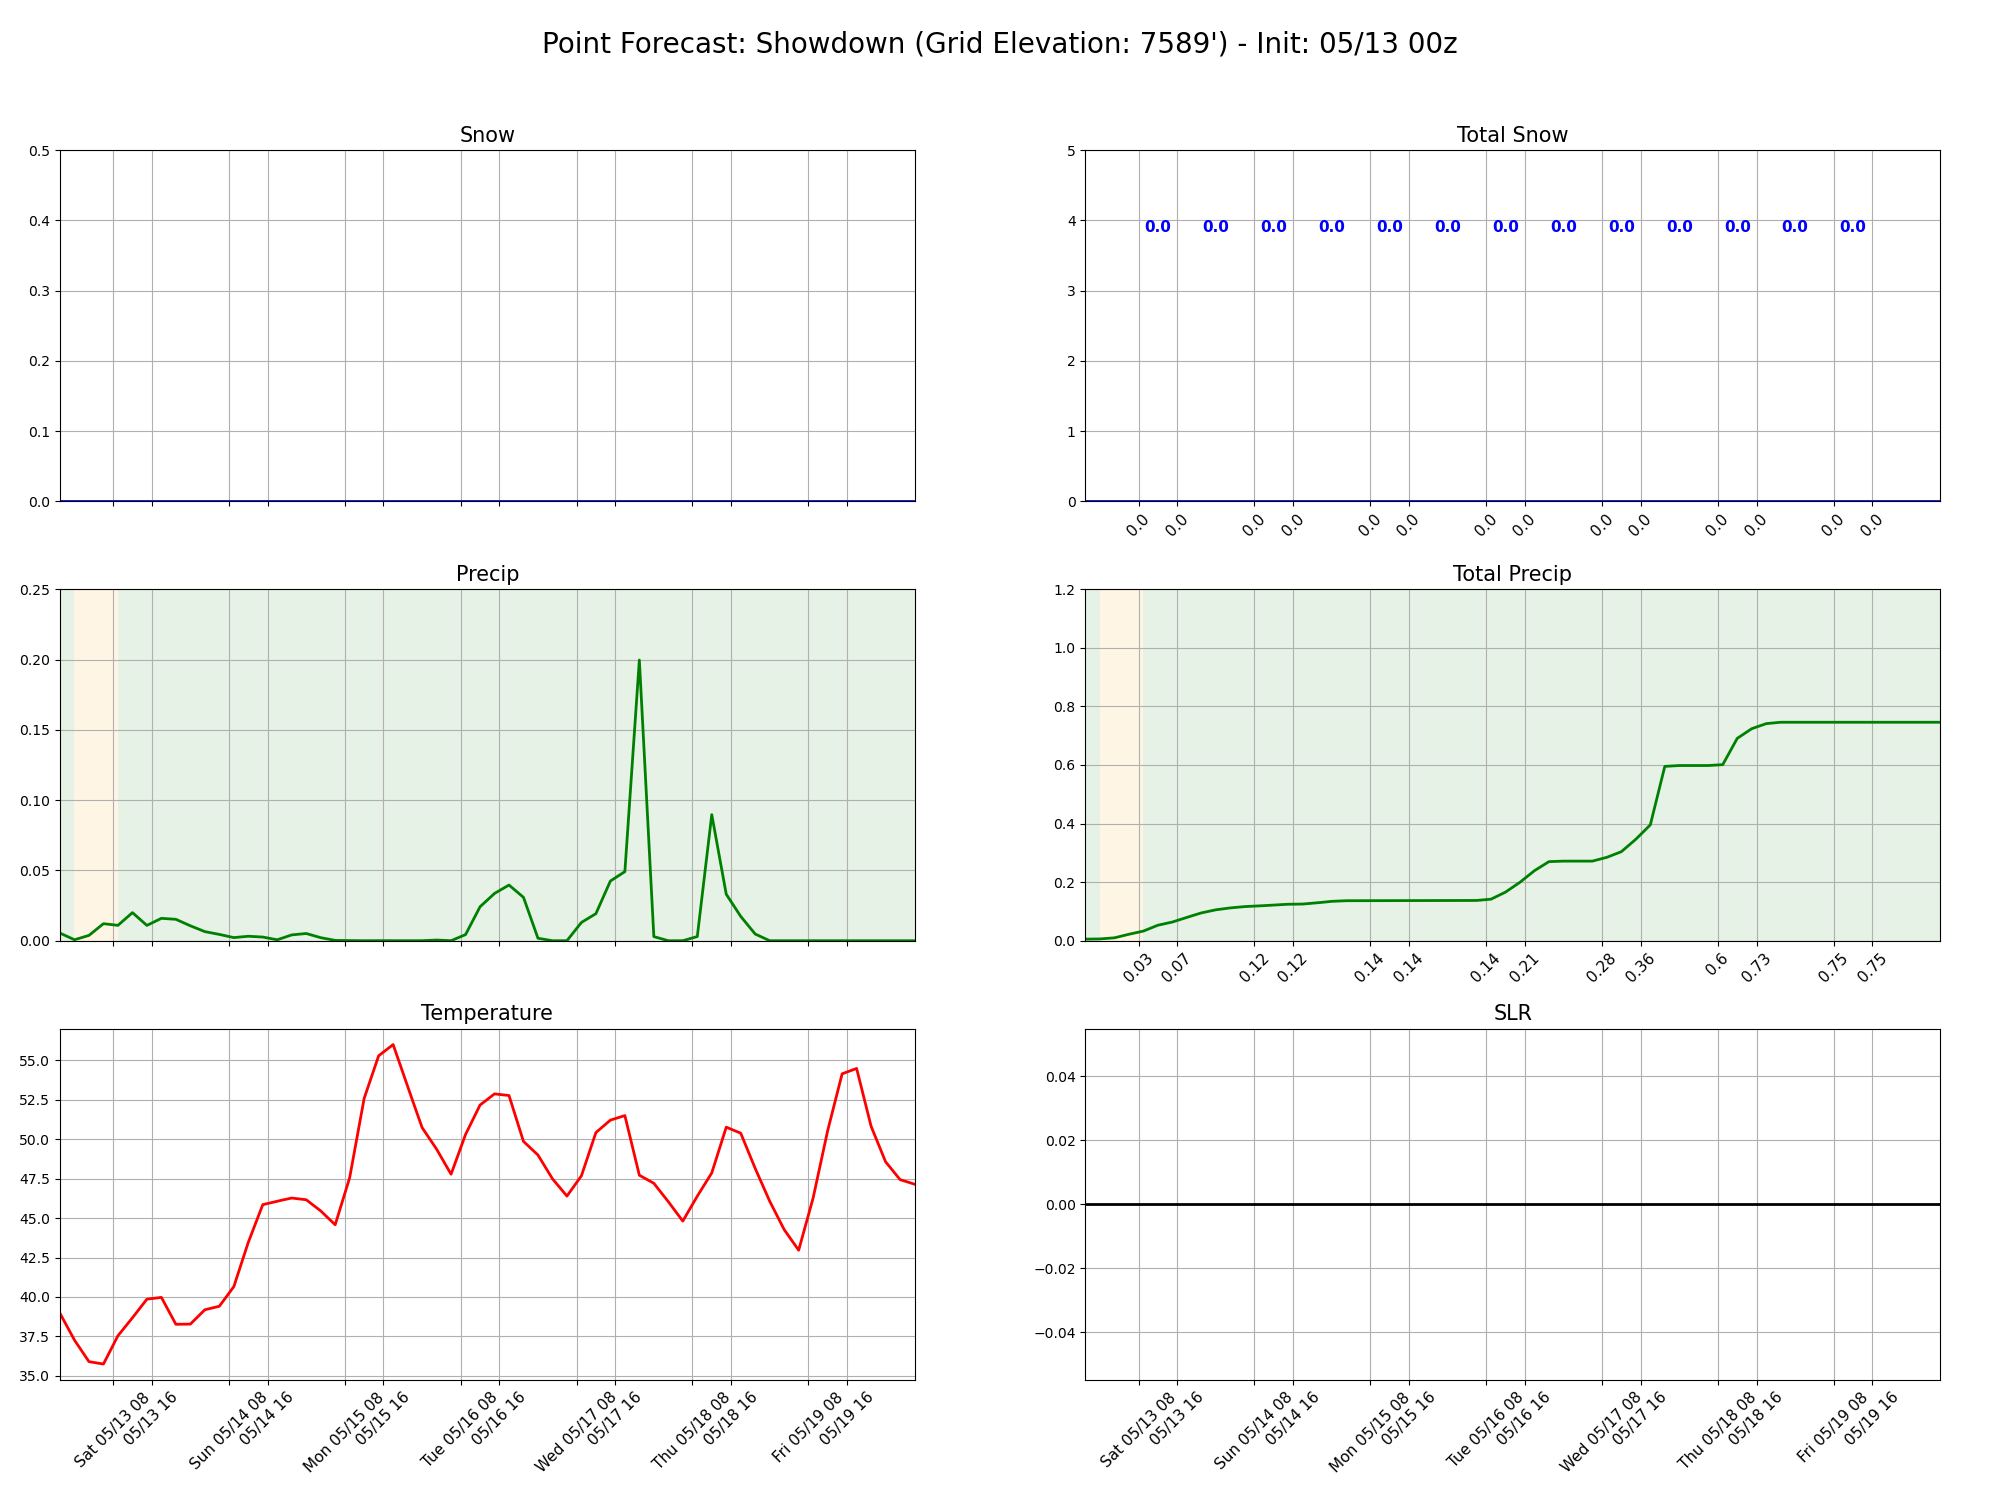 Point Forecast: Showdown (Grid Elevation: 7589') - Init: 05/13 00z
Snow
0.5
0.4
0.3
0.2
0.1
0.0
Total Snow
5
4
3
2
1
0
0.0 0.0 0.0 0.0 0.0 0.0 0.0 0.0 0.0 0.0 0.0 0.0 0.0
0.0 0.0 0.0 0.0 0.0 0.0 0.0 0.0 0.0 0.0 0.0 0.0 0.0 0.0
Precip
0.25
0.20
0.15
0.10
0.05
0.00
Total Precip
1.2
1.0
0.8
0.6
0.4
0.2
0.0
0.03 0.07 0.12 0.12 0.14 0.14 0.14 0.21 0.28 0.36 0.6 0.73 0.75 0.75
Temperature
55.0
52.5
50.0
47.5
45.0
42.5
40.0
37.5
35.0
Sat 05/13 08
05/13 16
Sun 05/14 08
05/14 16
Mon 05/15 08
05/15 16
Tue 05/16 08
05/16 16
Wed 05/17 08
05/17 16
Thu 05/18 08
05/18 16
Fri 05/19 08
05/19 16
SLR
0.04
0.02
0.00
−0.02
−0.04
Sat 05/13 08
05/13 16
Sun 05/14 08
05/14 16
Mon 05/15 08
05/15 16
Tue 05/16 08
05/16 16
Wed 05/17 08
05/17 16
Thu 05/18 08
05/18 16
Fri 05/19 08
05/19 16